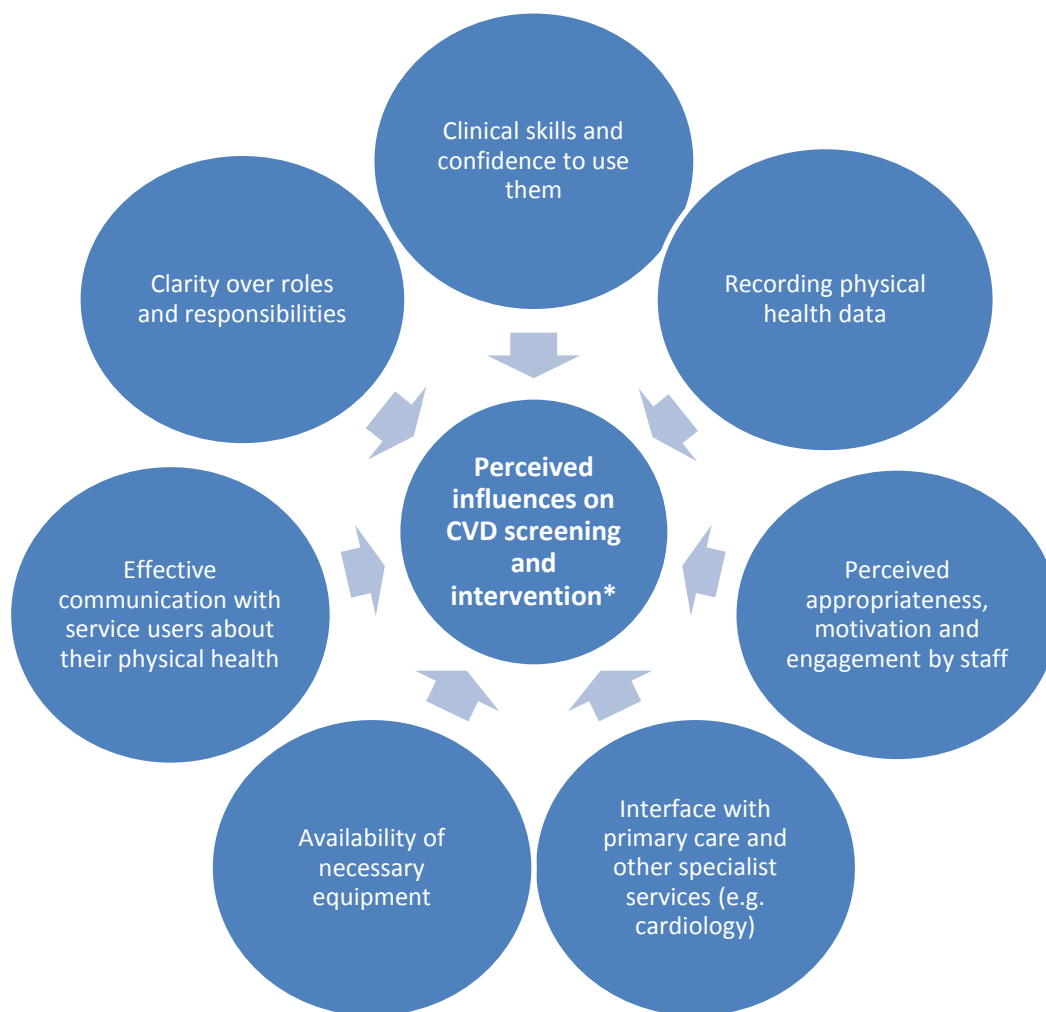 Clinical skills and
confidence to use
them
Clarity over roles
and responsibilities
Recording physical
health data
Perceived
influences on
CVD screening
and
intervention*
Effective
communication with
service users about
their physical health
Perceived
appropriateness,
motivation and
engagement by staff
Availability of
necessary
equipment
Interface with
primary care and
other specialist
services (e.g.
cardiology)